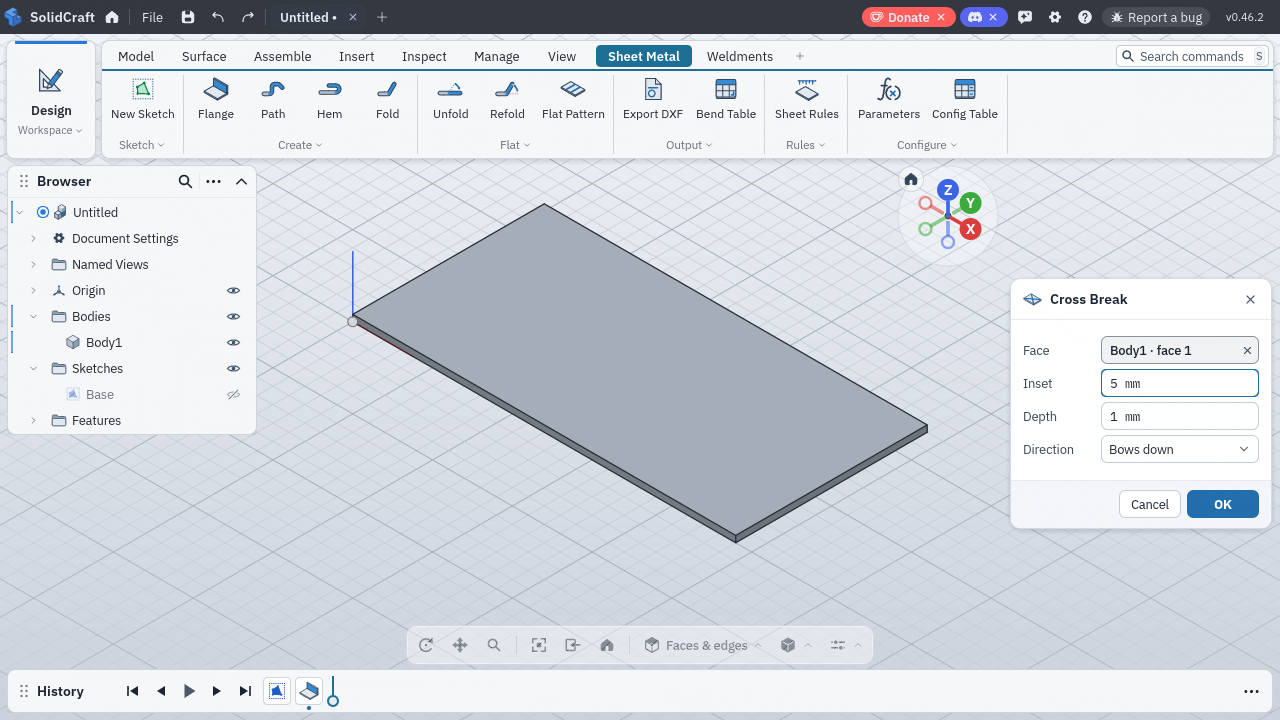 SolidCraft
File
Untitled •
Donate
Report a bug
v0.46.2
Design
Workspace
Model
Surface
Assemble
Insert
Inspect
Manage
View
Sheet Metal
Weldments
Search commands
S
New Sketch
Flange
Path
Hem
Fold
Unfold
Refold
Flat Pattern
Export DXF
Bend Table
Sheet Rules
Parameters
Config Table
Sketch
Create
Flat
Output
Rules
Configure
Browser
Untitled
Document Settings
Named Views
Origin
Bodies
Body1
Sketches
Base
Features
Z
Y
X
Cross Break
Face
Body1 · face 1
Inset
5 mm
Depth
1 mm
Direction
Bows down
Cancel
OK
Faces & edges
History